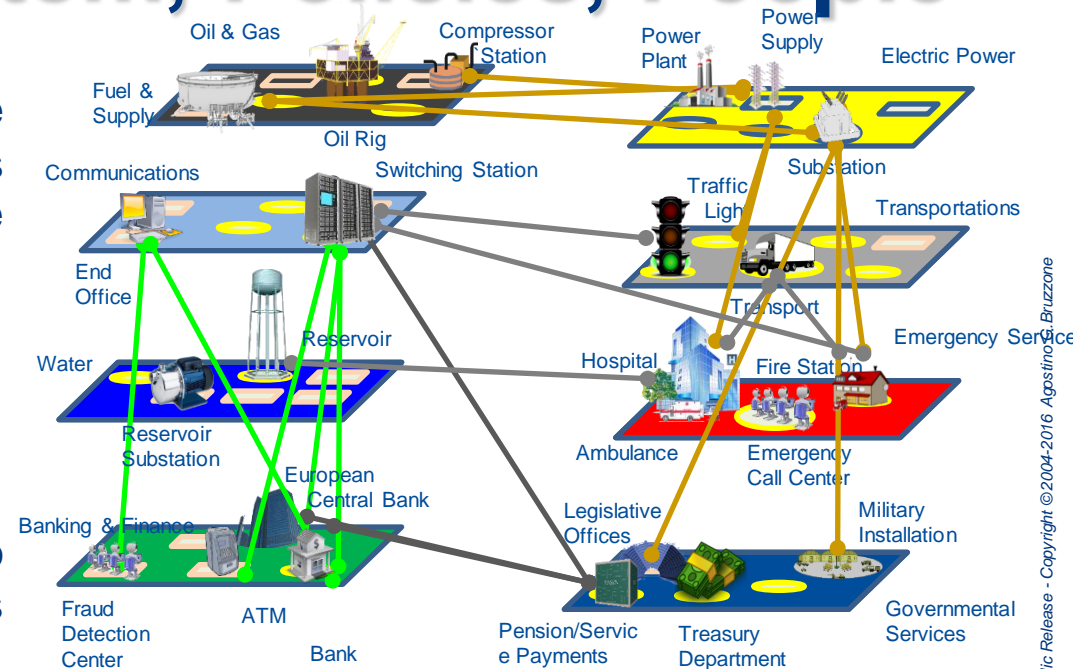 Oil & Gas
Compressor
Station
Power
Plant
Power
Supply
Electric Power
Fuel &
Supply
Oil Rig
Communications
Switching Station
Substation
Traffic
Light
Transportations
End
Office
Transport
Reservoir
Water
Hospital
Fire Station
Emergency Service
Reservoir
Substation
Ambulance
Emergency
Call Center
European
Central Bank
Banking & Finance
Legislative
Offices
Military
Installation
Fraud
Detection
Center
ATM
Bank
Pension/Servic
e Payments
Treasury
Department
Governmental
Services
Release - Copyright ©2004-2016 Agostino G.Bruzzone